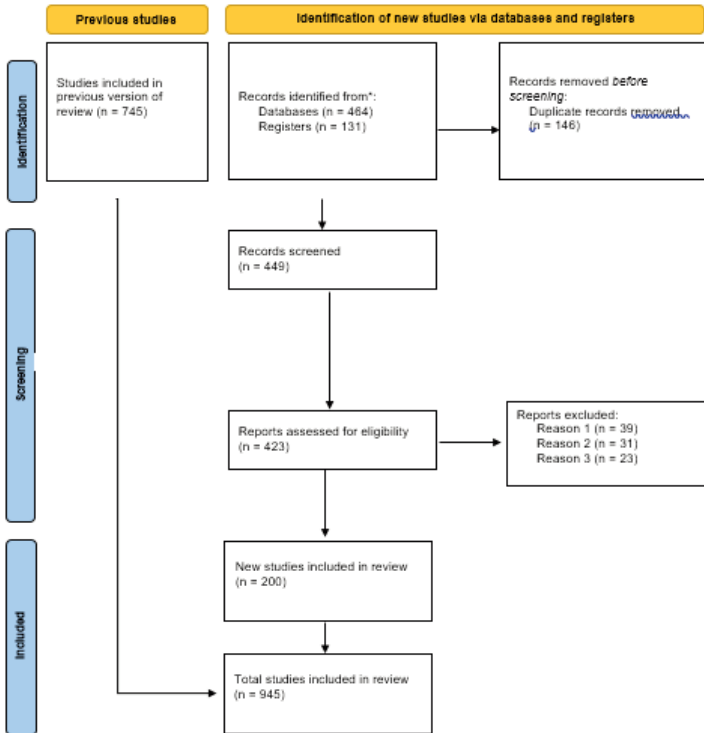 Previous studies
Identification of new studies via databases and registers
Identification
Studies included in
previous version of
review (n = 745)
Records identified from*:
Databases (n = 464)
Registers (n = 131)
Records removed before
screening:
Duplicate records removed
(n = 146)
Screening
Records screened
(n = 449)
Reports assessed for eligibility
(n = 423)
Reports excluded:
Reason 1 (n = 39)
Reason 2 (n = 31)
Reason 3 (n = 23)
Included
New studies included in review
(n = 200)
Total studies included in review
(n = 945)